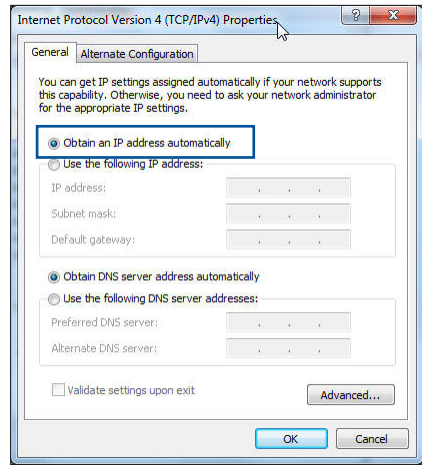 Internet Protocol Version 4 (TCP/IPv4) Properties
General
Alternate Configuration
You can get IP settings assigned automatically if your network supports
this capability. Otherwise, you need to ask your network administrator
for the appropriate IP settings.
Obtain an IP address automatically
Use the following IP address:
IP address:
Subnet mask:
Default gateway:
Obtain DNS server address automatically
Use the following DNS server addresses:
Preferred DNS server:
Alternate DNS server:
Validate settings upon exit
Advanced...
OK
Cancel